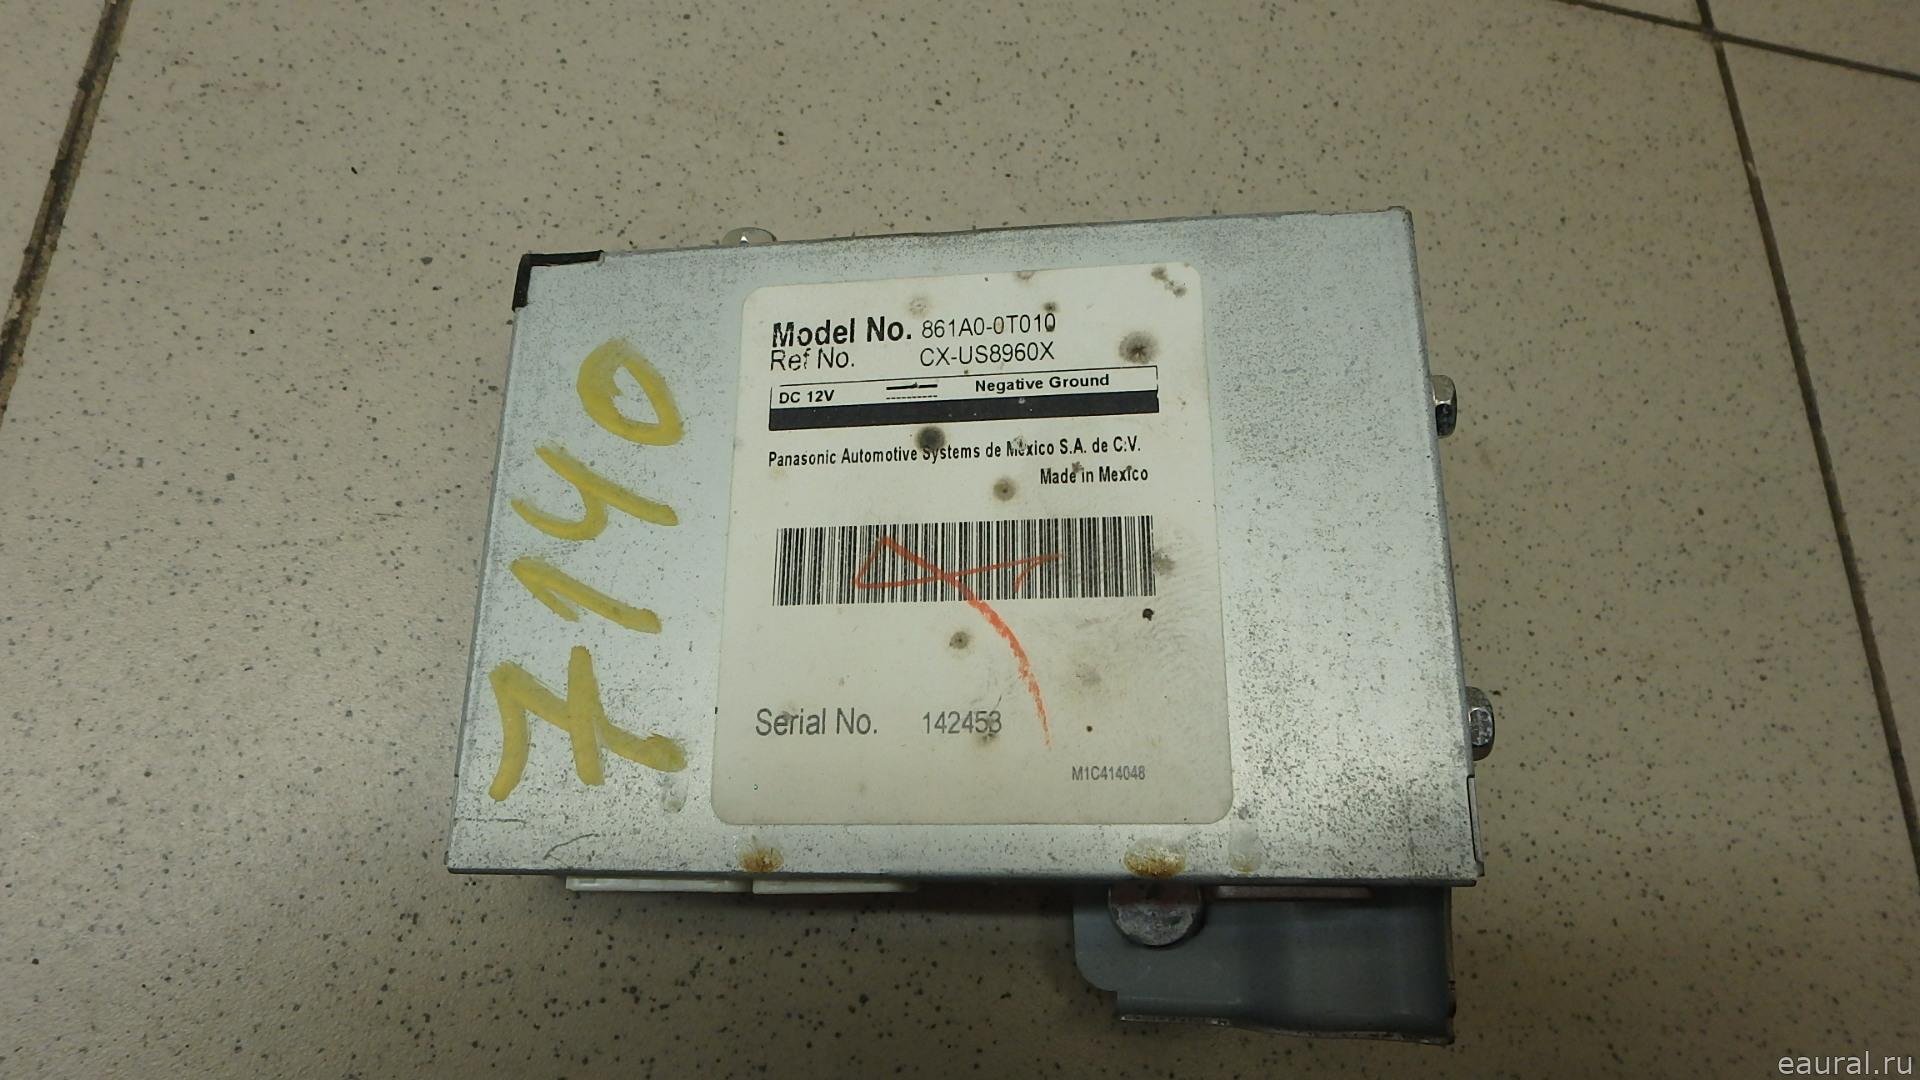 Model No. 861A0-0T010
Ref No. CX-US8960X
DC 12V Negative Ground
Panasonic Automotive Systems de Mexico S.A. de C.V.
Made in Mexico
Serial No. 142453
M1C414048
7140
eaural.ru